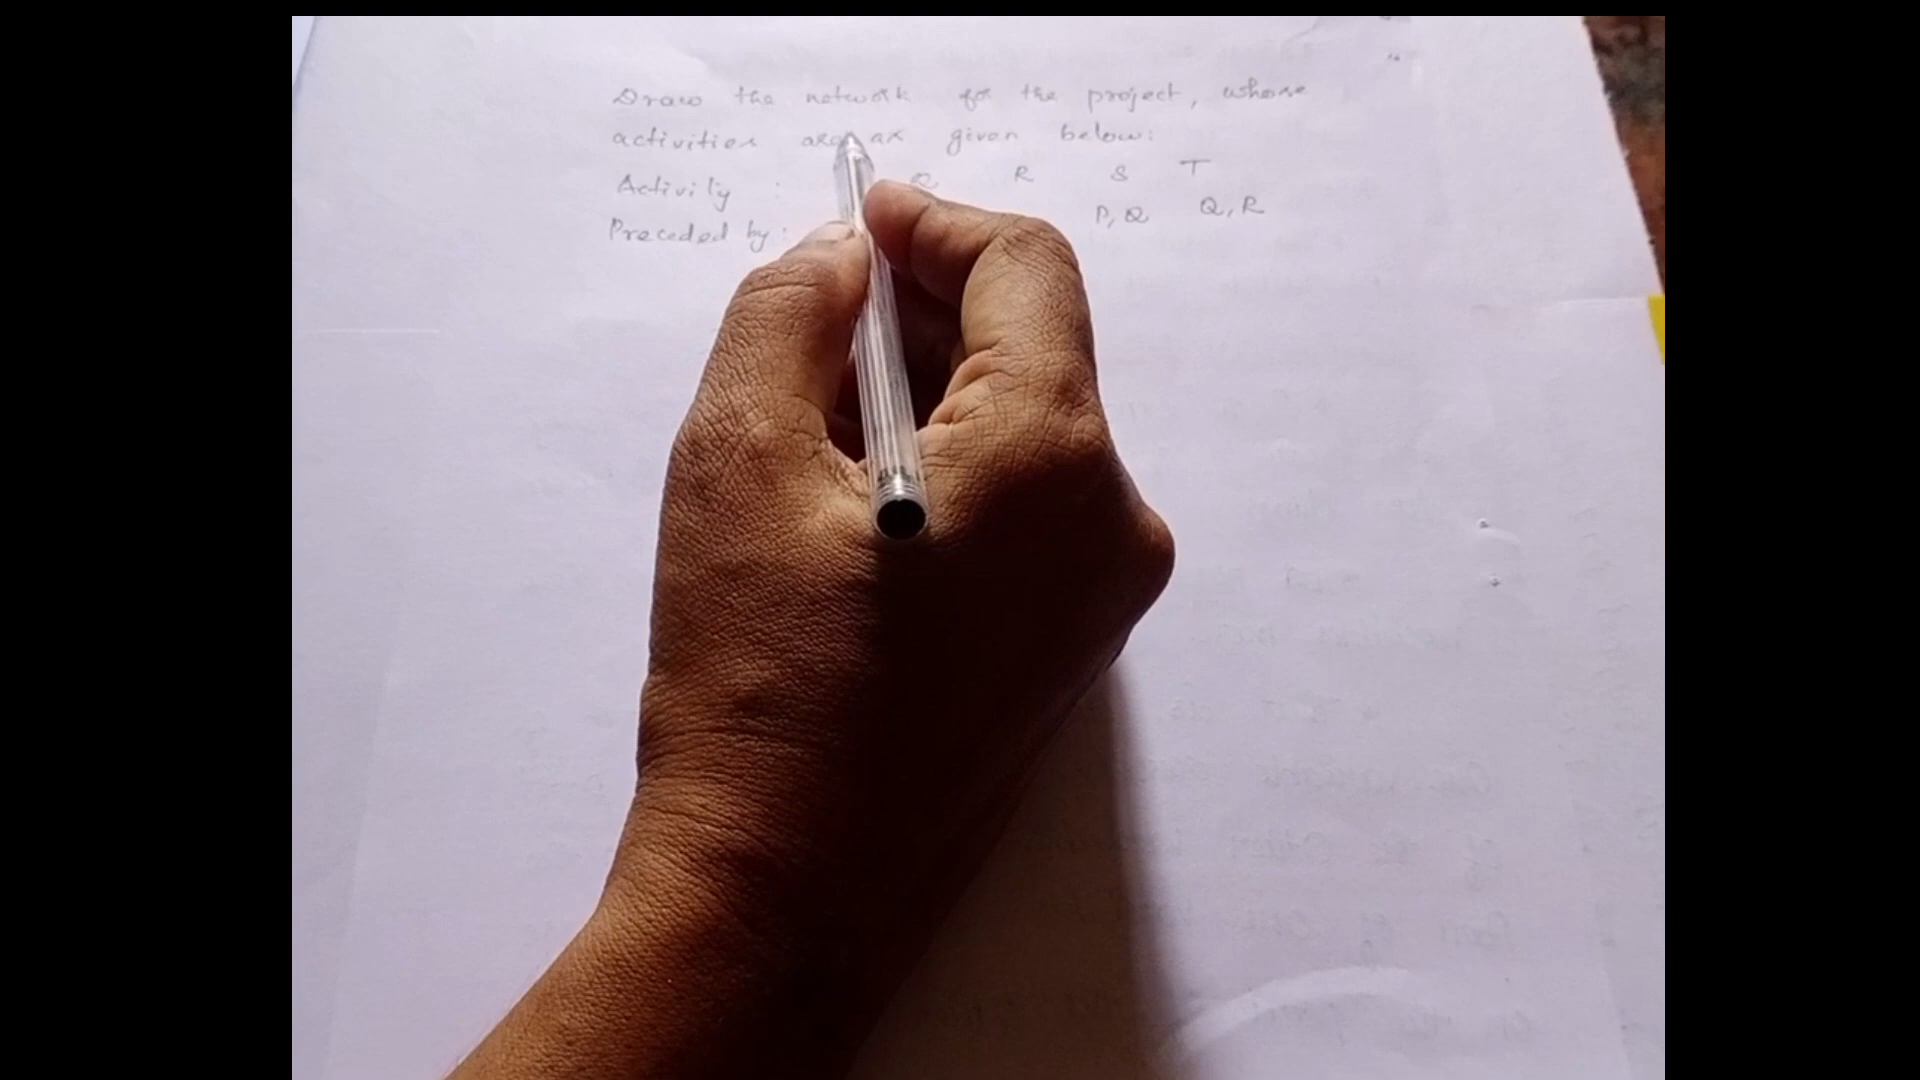 Draw the network for the project, whose
activities are as given below:
Activity : Q R S T
Preceded by : P, Q Q, R